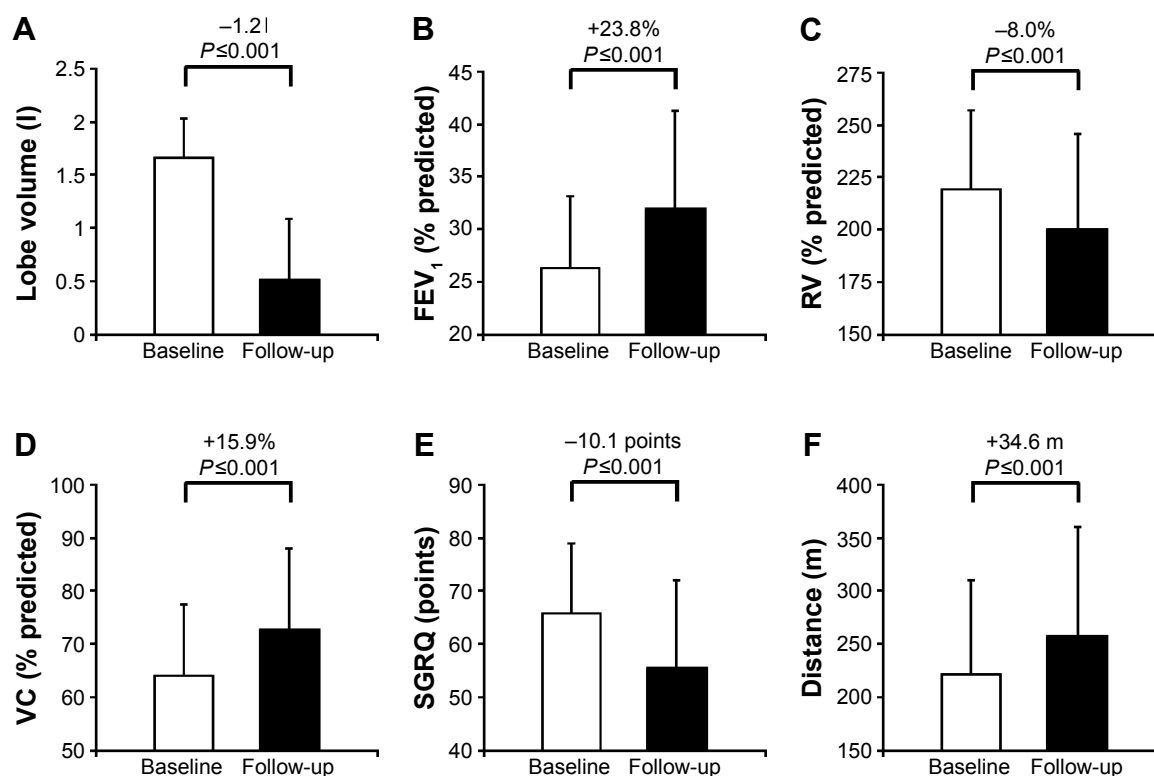 A
–1.2 l
P≤0.001
Lobe volume (l)
2.5
2
1.5
1
0.5
0
Baseline Follow-up
B
+23.8%
P≤0.001
FEV1 (% predicted)
45
40
35
30
25
20
Baseline Follow-up
C
–8.0%
P≤0.001
RV (% predicted)
275
250
225
200
175
150
Baseline Follow-up
D
+15.9%
P≤0.001
VC (% predicted)
100
90
80
70
60
50
Baseline Follow-up
E
–10.1 points
P≤0.001
SGRQ (points)
90
80
70
60
50
40
Baseline Follow-up
F
+34.6 m
P≤0.001
Distance (m)
400
350
300
250
200
150
Baseline Follow-up